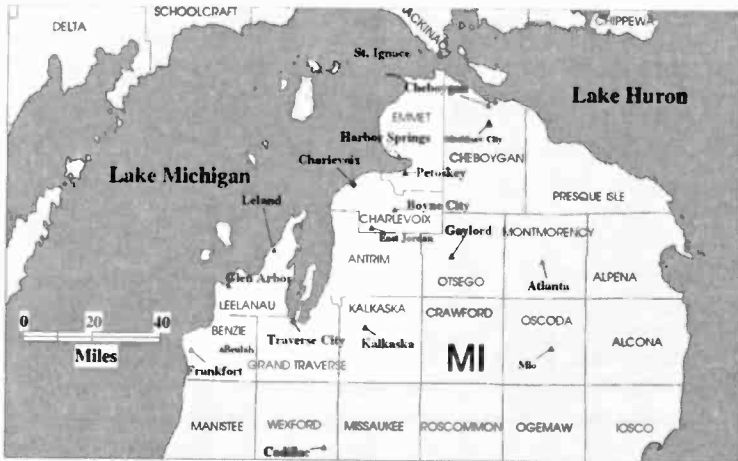 SCHOOLCRAFT
DELTA
MACKINAC
CHIPPEWA
St. Ignace
Cheboygan
Lake Huron
EMMET
Harbor Springs
City
CHEBOYGAN
Charlevoix
Petoskey
Lake Michigan
PRESQUE ISLE
Leland
Boyne City
CHARLEVOIX
East Jordan
Gaylord
MONTMORENCY
ANTRIM
Glen Arbor
OTSEGO
Atlanta
ALPENA
LEELANAU
KALKASKA
CRAWFORD
OSCODA
0 20 40
Miles
BENZIE
Traverse City
Kalkaska
ALCONA
Beulah
GRAND TRAVERSE
MI
Mio
Frankfort
MANISTEE
WEXFORD
MISSAUKEE
ROSCOMMON
OGEMAW
IOSCO
Cadillac